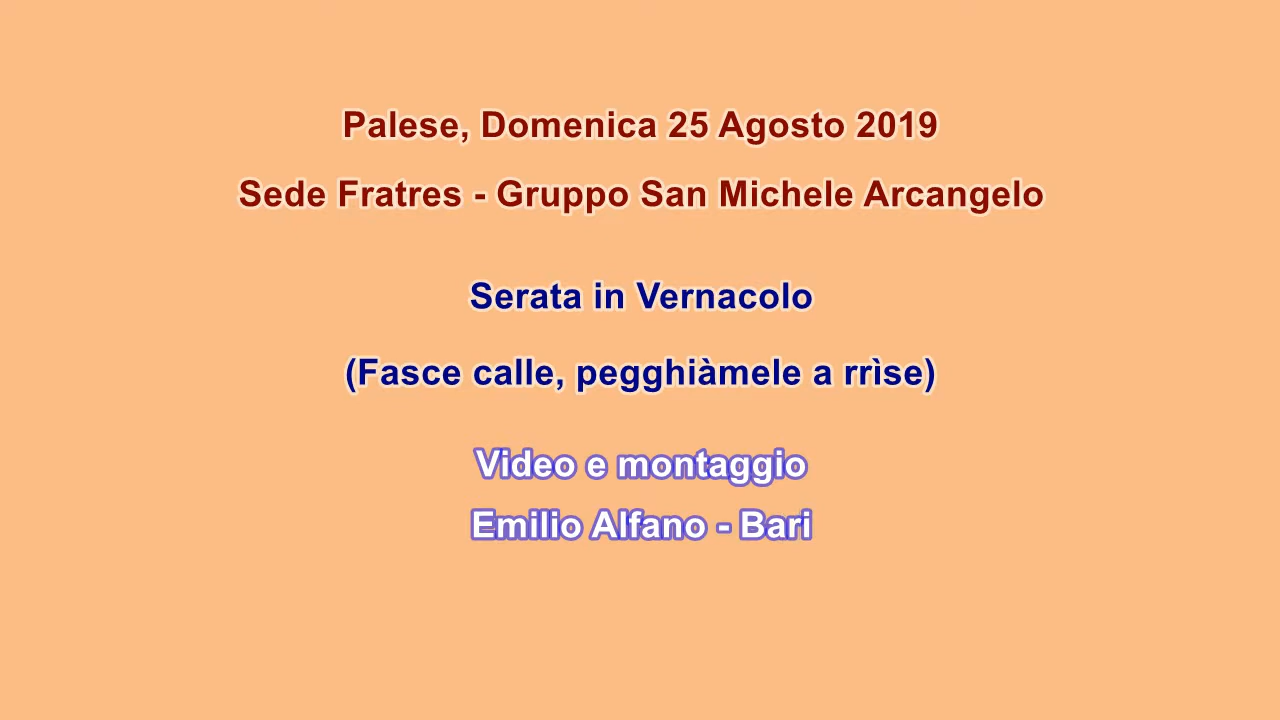 Palese, Domenica 25 Agosto 2019
Sede Fratres - Gruppo San Michele Arcangelo
Serata in Vernacolo
(Fasce calle, pegghiàmele a rrìse)
Video e montaggio
Emilio Alfano - Bari